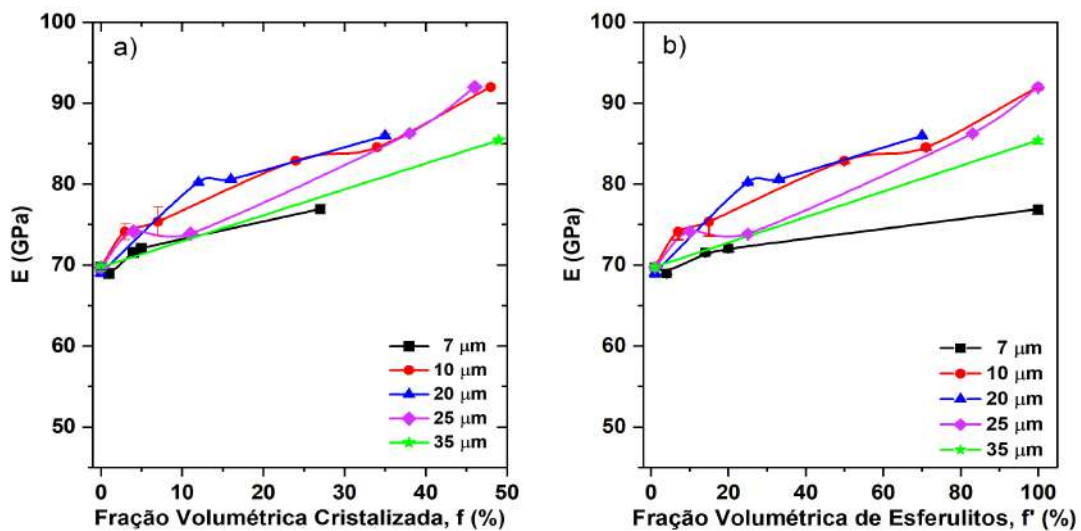 a)
100
90
80
70
60
50
E (GPa)
0 10 20 30 40 50
Fração Volumétrica Cristalizada, f (%)
7 μm
10 μm
20 μm
25 μm
35 μm
b)
100
90
80
70
60
50
E (GPa)
0 20 40 60 80 100
Fração Volumétrica de Esferulitos, f' (%)
7 μm
10 μm
20 μm
25 μm
35 μm